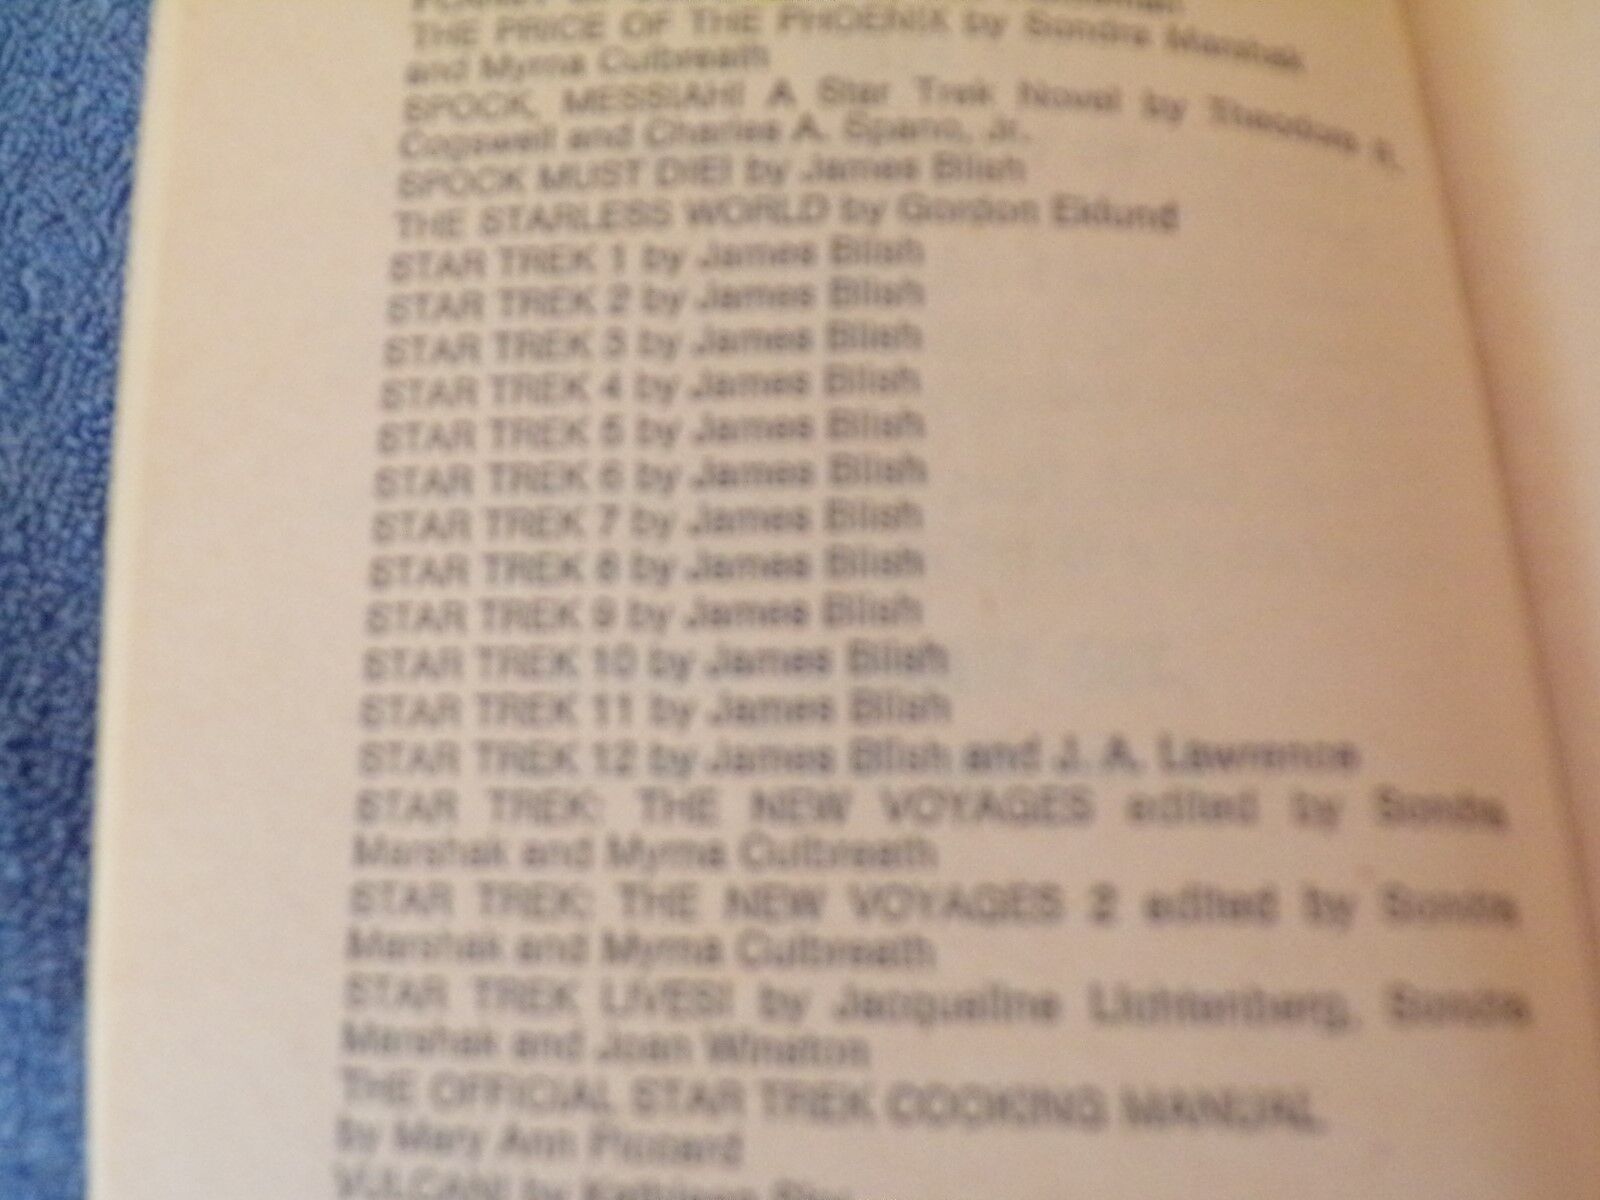 THE PRICE OF THE PHOENIX by Sondra Marshak
and Myrna Culbreath
SPOCK, MESSIAH! A Star Trek Novel by Theodore R.
Cogswell and Charles A. Spano, Jr.
SPOCK MUST DIE! by James Blish
THE STARLESS WORLD by Gordon Eklund
STAR TREK 1 by James Blish
STAR TREK 2 by James Blish
STAR TREK 3 by James Blish
STAR TREK 4 by James Blish
STAR TREK 5 by James Blish
STAR TREK 6 by James Blish
STAR TREK 7 by James Blish
STAR TREK 8 by James Blish
STAR TREK 9 by James Blish
STAR TREK 10 by James Blish
STAR TREK 11 by James Blish
STAR TREK 12 by James Blish and J. A. Lawrence
STAR TREK: THE NEW VOYAGES edited by Sondra
Marshak and Myrna Culbreath
STAR TREK: THE NEW VOYAGES 2 edited by Sondra
Marshak and Myrna Culbreath
STAR TREK LIVES! by Jacqueline Lichtenberg, Sondra
Marshak and Joan Winston
THE OFFICIAL STAR TREK COOKING MANUAL
by Mary Ann Piccard
VULCAN! by Kathleen Sky